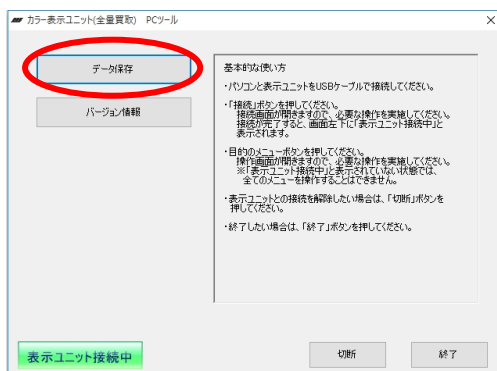 カラー表示ユニット(全量買取) PCツール
データ保存
バージョン情報
基本的な使い方
・パソコンと表示ユニットをUSBケーブルで接続してください。
・「接続」ボタンを押してください。
接続画面が開きますので、必要な操作を実施してください。
接続が完了すると、画面左下に「表示ユニット接続中」と
表示されます。
・目的のメニューボタンを押してください。
操作画面が開きますので、必要な操作を実施してください。
※「表示ユニット接続中」と表示されていない状態では、
全てのメニューを操作することはできません。
・表示ユニットとの接続を解除したい場合は、「切断」ボタンを
押してください。
・終了したい場合は、「終了」ボタンを押してください。
表示ユニット接続中
切断
終了